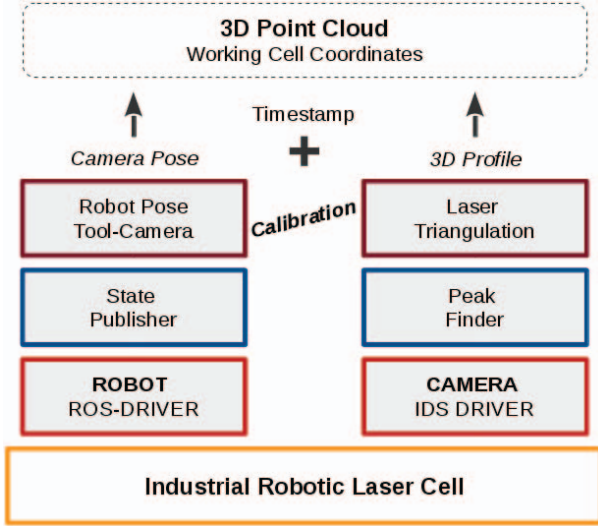 3D Point Cloud
Working Cell Coordinates
Timestamp
Camera Pose
3D Profile
Robot Pose
Tool-Camera
Calibration
Laser
Triangulation
State
Publisher
Peak
Finder
ROBOT
ROS-DRIVER
CAMERA
IDS DRIVER
Industrial Robotic Laser Cell